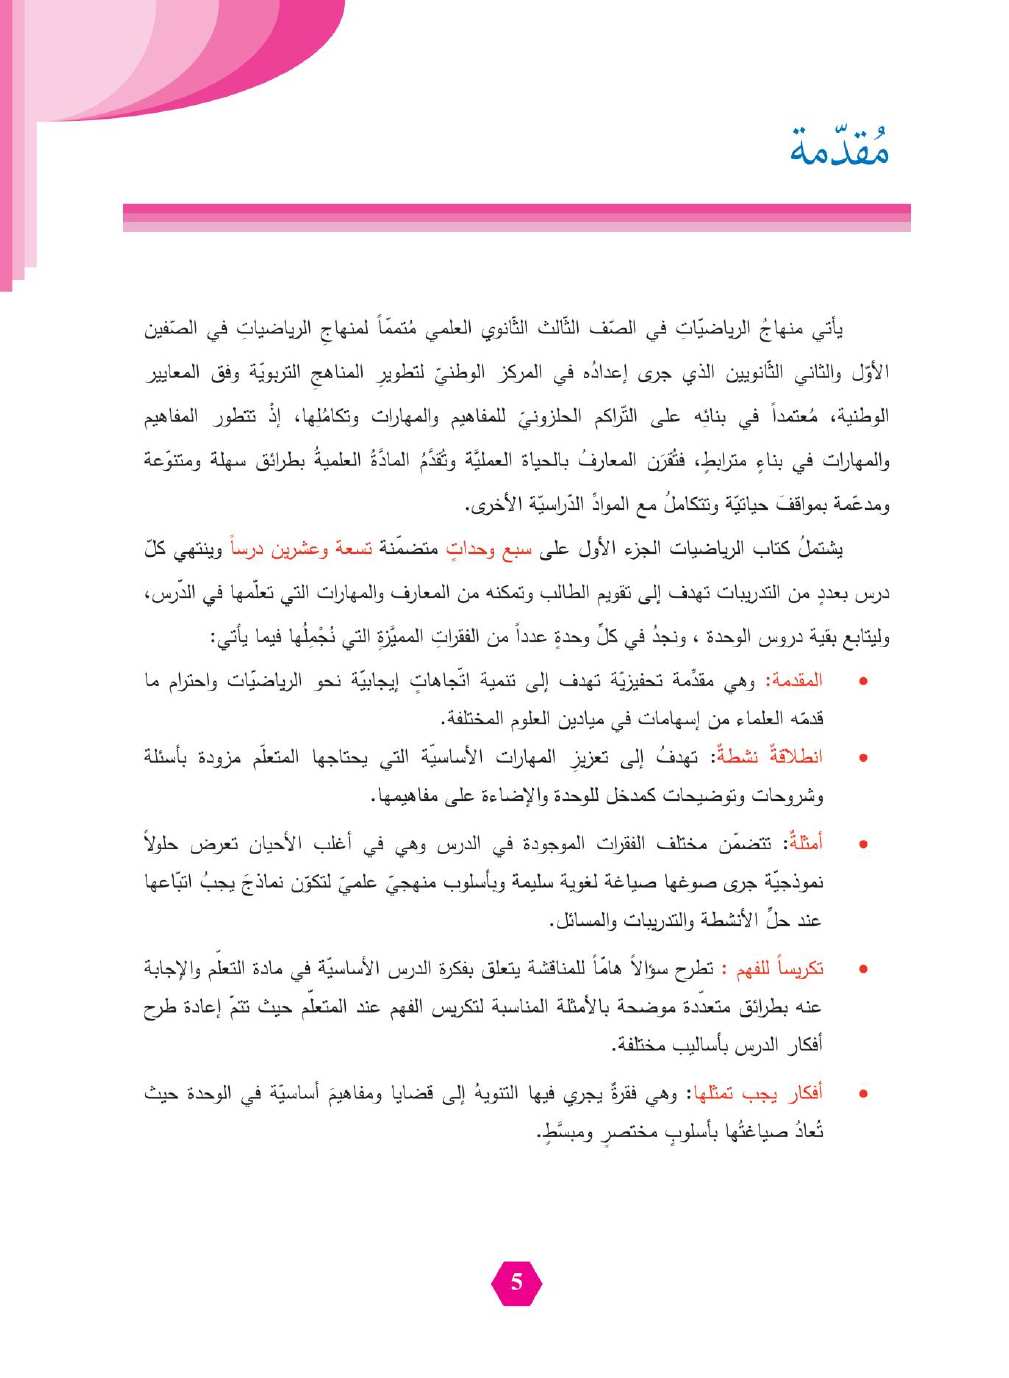 مُقدّمة
يأتي منهاجُ الرياضيّاتِ في الصّف الثّالث الثّانوي العلمي مُتممّاً لمنهاجِ الرياضياتِ في الصّفين
الأوّل والثاني الثّانويين الذي جرى إعدادُه في المركز الوطنيّ لتطويرِ المناهجِ التربويّة وفق المعايير
الوطنية، مُعتمداً في بنائِه على التّراكم الحلزونيّ للمفاهيم والمهارات وتكامُلِها، إذْ تتطور المفاهيم
والمهارات في بناءٍ مترابطٍ، فتُقرَن المعارفُ بالحياة العمليَّة وتُقدَّمُ المادَّةُ العلميةُ بطرائق سهلة ومتنوّعة
ومدعّمة بمواقفَ حياتيّة وتتكاملُ مع الموادِّ الدّراسيّة الأخرى.
يشتملُ كتاب الرياضيات الجزء الأول على سبع وحداتٍ متضمّنة تسعة وعشرين درساً وينتهي كلّ
درس بعددٍ من التدريبات تهدف إلى تقويم الطالب وتمكنه من المعارف والمهارات التي تعلّمها في الدّرس،
وليتابع بقية دروس الوحدة ، ونجدُ في كلِّ وحدةٍ عدداً من الفقراتِ المميَّزةِ التي نُجْمِلُها فيما يأتي:
• المقدمة: وهي مقدِّمة تحفيزيّة تهدف إلى تنمية اتّجاهاتٍ إيجابيّة نحو الرياضيّات واحترام ما
قدمّه العلماء من إسهامات في ميادين العلوم المختلفة.
• انطلاقةٌ نشطةٌ: تهدفُ إلى تعزيزِ المهارات الأساسيّة التي يحتاجها المتعلّم مزودة بأسئلة
وشروحات وتوضيحات كمدخل للوحدة والإضاءة على مفاهيمها.
• أمثلةٌ: تتضمّن مختلف الفقرات الموجودة في الدرس وهي في أغلب الأحيان تعرض حلولاً
نموذجيّة جرى صوغها صياغة لغوية سليمة وبأسلوب منهجيّ علميّ لتكوّن نماذجَ يجبُ اتبّاعها
عند حلِّ الأنشطة والتدريبات والمسائل.
• تكريساً للفهم : تطرح سؤالاً هامّاً للمناقشة يتعلق بفكرة الدرس الأساسيّة في مادة التعلّم والإجابة
عنه بطرائق متعدّدة موضحة بالأمثلة المناسبة لتكريس الفهم عند المتعلّم حيث تتمّ إعادة طرح
أفكار الدرس بأساليب مختلفة.
• أفكار يجب تمثلها: وهي فقرةٌ يجري فيها التنويهُ إلى قضايا ومفاهيمَ أساسيّة في الوحدة حيث
تُعادُ صياغتُها بأسلوبٍ مختصرٍ ومبسَّطٍ.
5